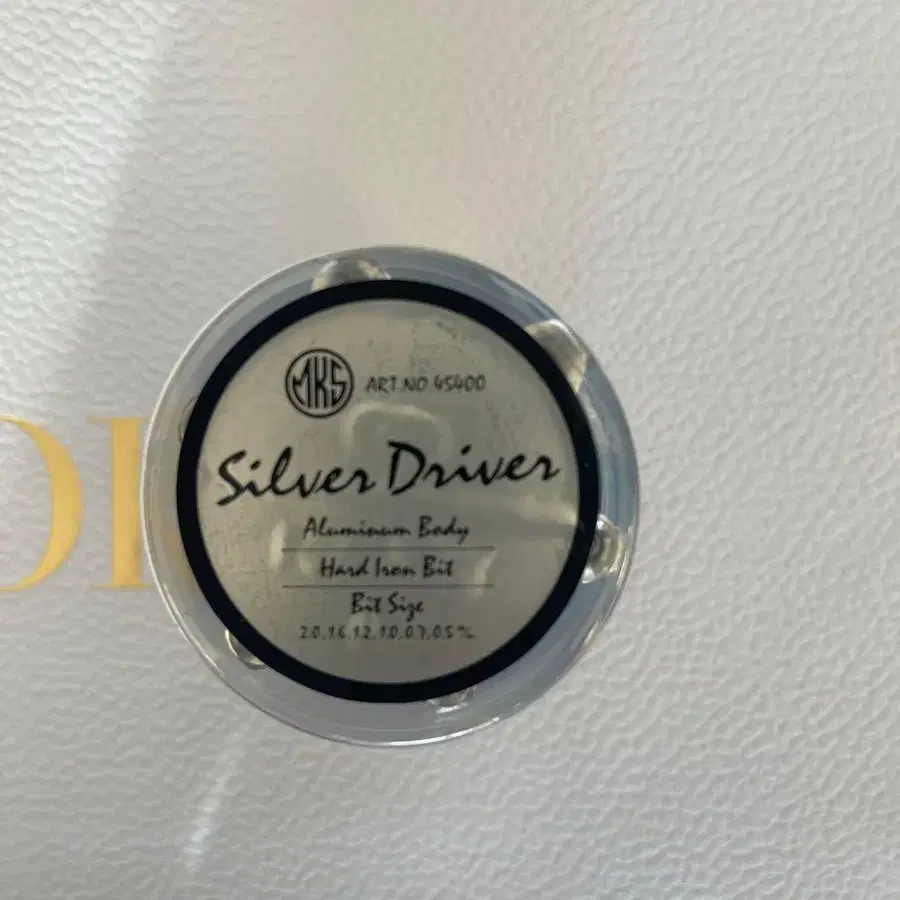 MKS ART.NO 45400
Silver Driver
Aluminum Body
Hard Iron Bit
Bit Size
2.0.1.6.1.2.1.0.0.7.0.5 %